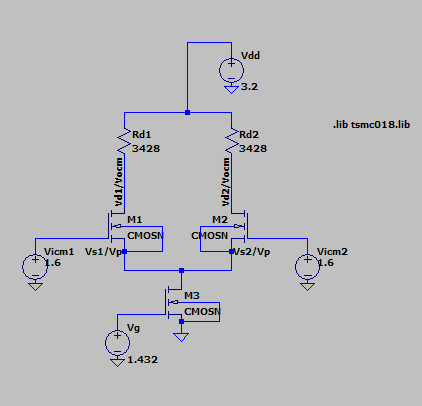 Vdd
3.2
.lib tsmc018.lib
Rd1
3428
Rd2
3428
Vd1/Vocm
Vd2/Vocm
M1
CMOSN
M2
CMOSN
Vicm1
1.6
Vs1/Vp
Vs2/Vp
Vicm2
1.6
M3
CMOSN
Vg
1.432